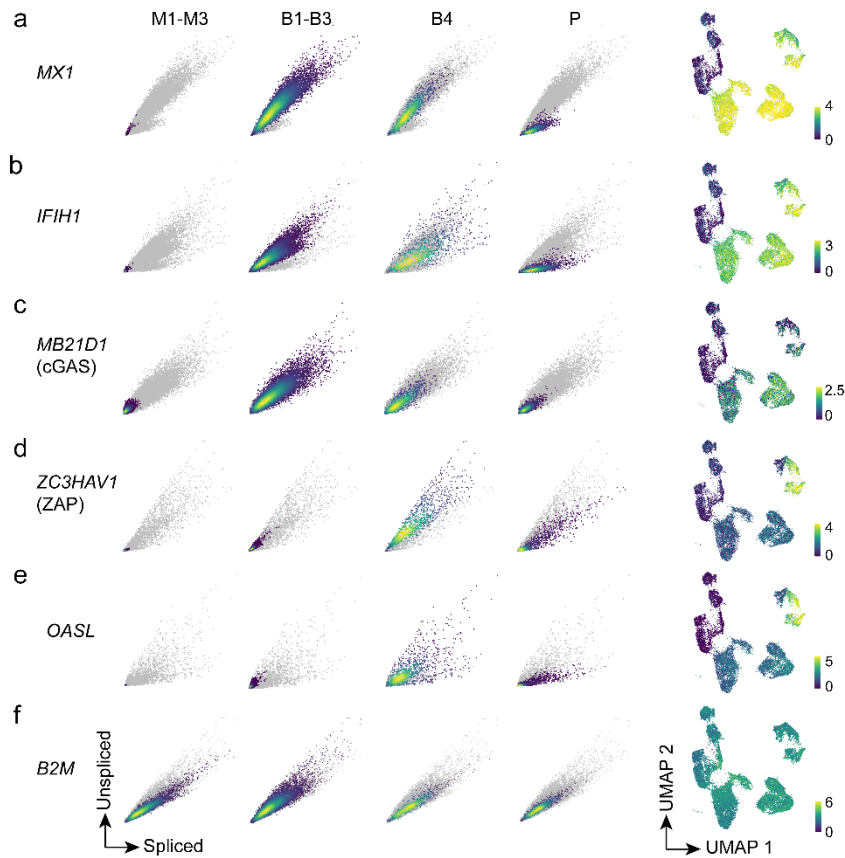 a
M1-M3 B1-B3 B4 P
MX1
4
0
b
IFIH1
3
0
c
MB21D1
(cGAS)
2.5
0
d
ZC3HAV1
(ZAP)
4
0
e
OASL
5
0
f
B2M
6
0
Unspliced
Spliced
UMAP 2
UMAP 1